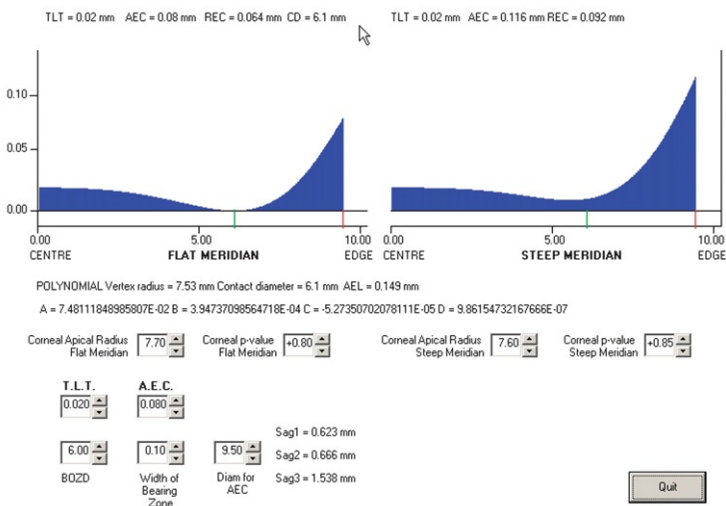 TLT = 0.02 mm AEC = 0.08 mm REC = 0.064 mm CD = 6.1 mm
TLT = 0.02 mm AEC = 0.116 mm REC = 0.092 mm
0.10
0.05
0.00
0.00 5.00 10.00
CENTRE FLAT MERIDIAN EDGE
0.00 5.00 10.00
CENTRE STEEP MERIDIAN EDGE
POLYNOMIAL Vertex radius = 7.53 mm Contact diameter = 6.1 mm AEL = 0.149 mm
A = 7.48111848985807E-02 B = 3.94737098564718E-04 C = -5.27350702078111E-05 D = 9.86154732167666E-07
Corneal Apical Radius
Flat Meridian
7.70
Corneal p-value
Flat Meridian
+0.80
Corneal Apical Radius
Steep Meridian
7.60
Corneal p-value
Steep Meridian
+0.85
T.L.T. A.E.C.
0.020 0.080
6.00 0.10 9.50
BOZD
Width of
Bearing
Zone
Diam for
AEC
Sag1 = 0.623 mm
Sag2 = 0.666 mm
Sag3 = 1.538 mm
Quit